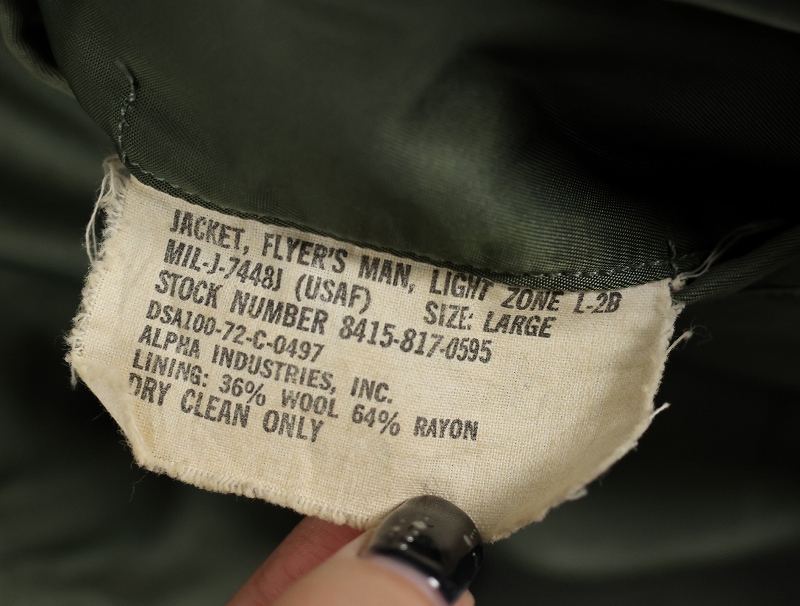 JACKET, FLYER'S MAN, LIGHT ZONE L-2B
MIL-J-7448J (USAF) SIZE: LARGE
STOCK NUMBER 8415-817-0595
DSA100-72-C-0497
ALPHA INDUSTRIES, INC.
LINING: 36% WOOL 64% RAYON
DRY CLEAN ONLY